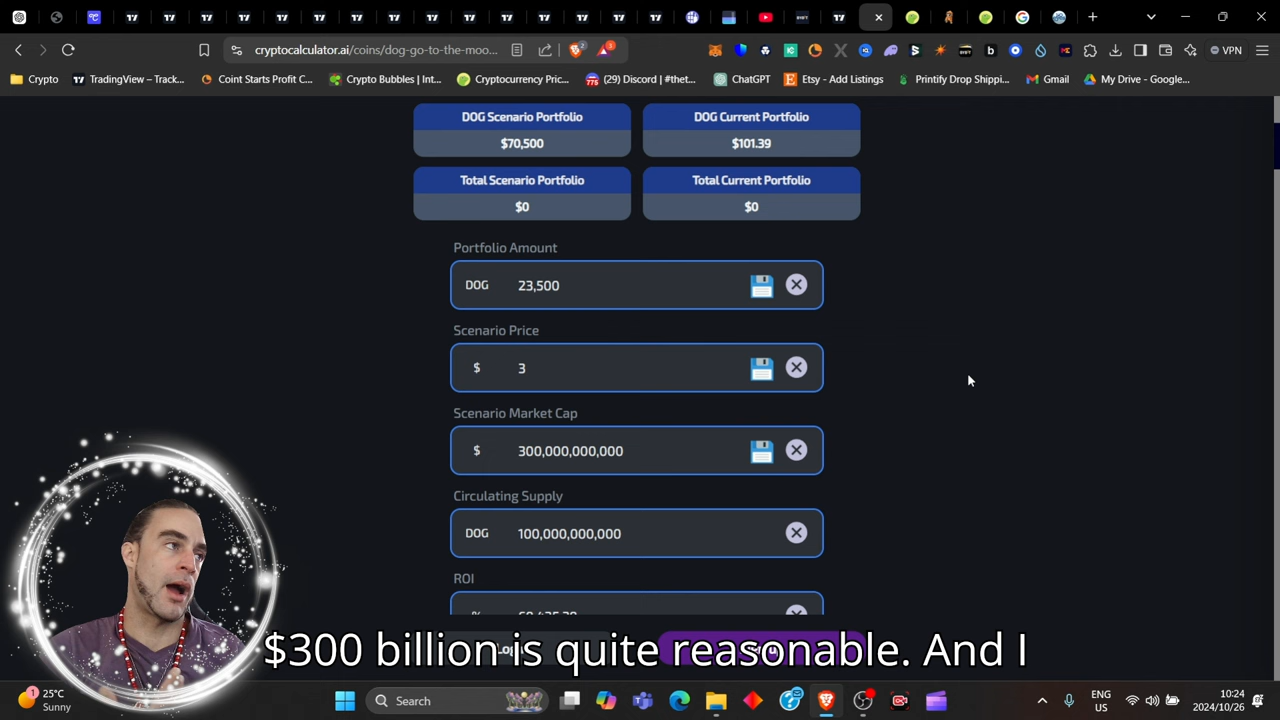 cryptocalculator.ai/coins/dog-go-to-the-moo...
VPN
Crypto
TradingView – Track...
Coint Starts Profit C...
Crypto Bubbles | Int...
Cryptocurrency Pric...
(29) Discord | #thet...
ChatGPT
Etsy - Add Listings
Printify Drop Shippi...
Gmail
My Drive - Google...
DOG Scenario Portfolio
$70,500
DOG Current Portfolio
$101.39
Total Scenario Portfolio
$0
Total Current Portfolio
$0
Portfolio Amount
DOG 23,500
Scenario Price
$ 3
Scenario Market Cap
$ 300,000,000,000
Circulating Supply
DOG 100,000,000,000
ROI
$300 billion is quite reasonable. And I
25°C
Sunny
Search
ENG
US
10:24
2024/10/26